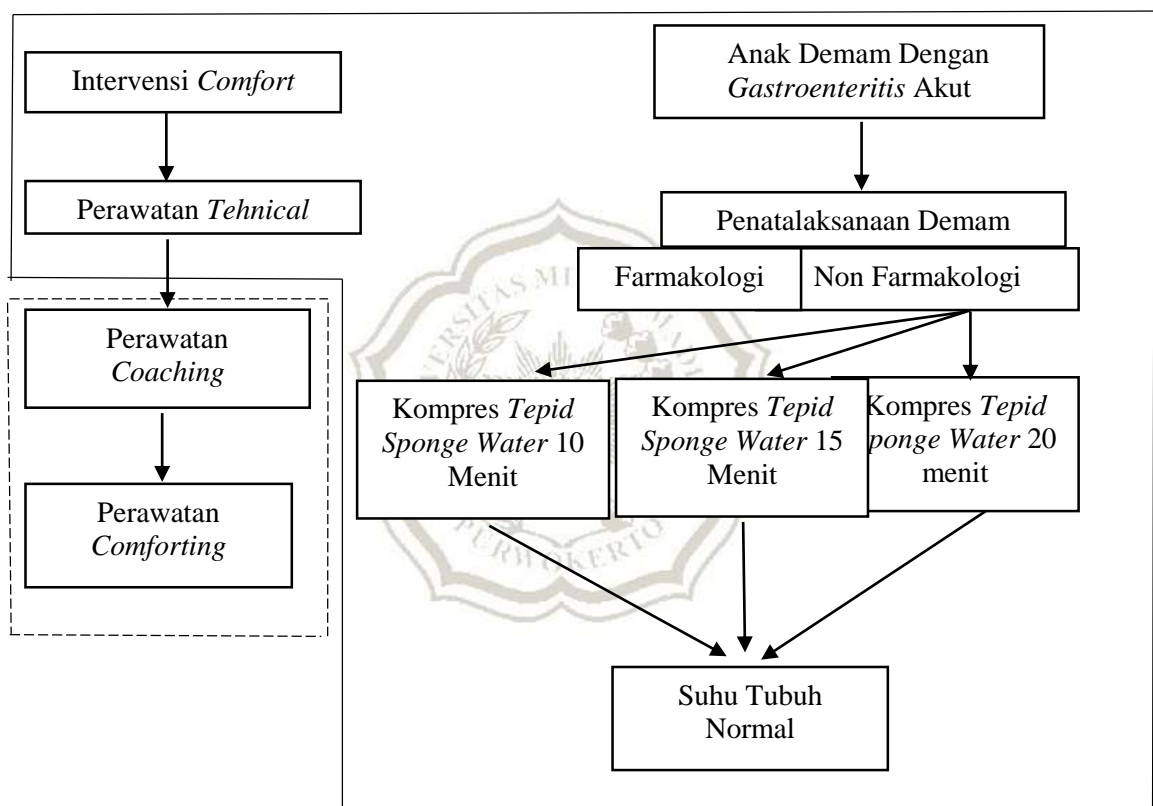 Intervensi Comfort
Perawatan Tehnical
Perawatan
Coaching
Perawatan
Comforting
Anak Demam Dengan
Gastroenteritis Akut
Penatalaksanaan Demam
Farmakologi
Non Farmakologi
Kompres Tepid
Sponge Water 10
Menit
Kompres Tepid
Sponge Water 15
Menit
Kompres Tepid
ponge Water 20
menit
Suhu Tubuh
Normal
PURWOKERTO